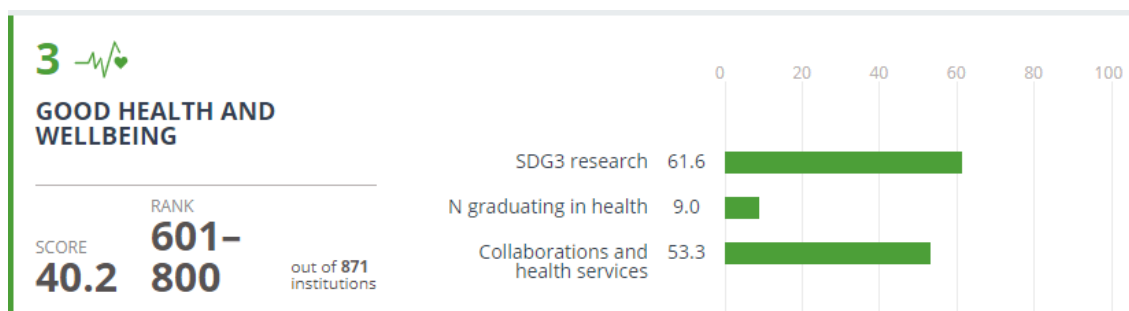 3
GOOD HEALTH AND
WELLBEING
SCORE
40.2
RANK
601–
800
out of 871
institutions
0 20 40 60 80 100
SDG3 research 61.6
N graduating in health 9.0
Collaborations and 53.3
health services